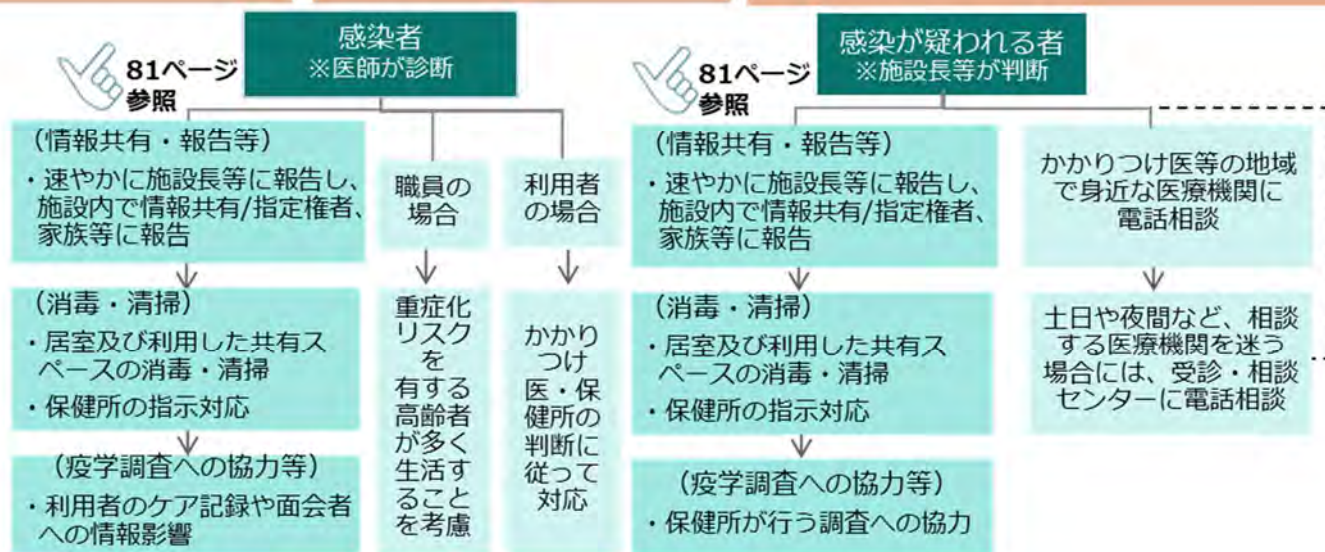 感染者
※医師が診断
81ページ
参照
（情報共有・報告等）
・速やかに施設長等に報告し、
施設内で情報共有/指定権者、
家族等に報告
（消毒・清掃）
・居室及び利用した共有ス
ペースの消毒・清掃
・保健所の指示対応
（疫学調査への協力等）
・利用者のケア記録や面会者
への情報影響
職員の
場合
重症化
リスク
を
有する
高齢者
が多く
生活す
ること
を考慮
利用者
の場合
かかり
つけ
医・保
健所の
判断に
従って
対応
感染が疑われる者
※施設長等が判断
81ページ
参照
（情報共有・報告等）
・速やかに施設長等に報告し、
施設内で情報共有/指定権者、
家族等に報告
（消毒・清掃）
・居室及び利用した共有ス
ペースの消毒・清掃
・保健所の指示対応
（疫学調査への協力等）
・保健所が行う調査への協力
かかりつけ医等の地域
で身近な医療機関に
電話相談
土日や夜間など、相談
する医療機関を迷う
場合には、受診・相談
センターに電話相談